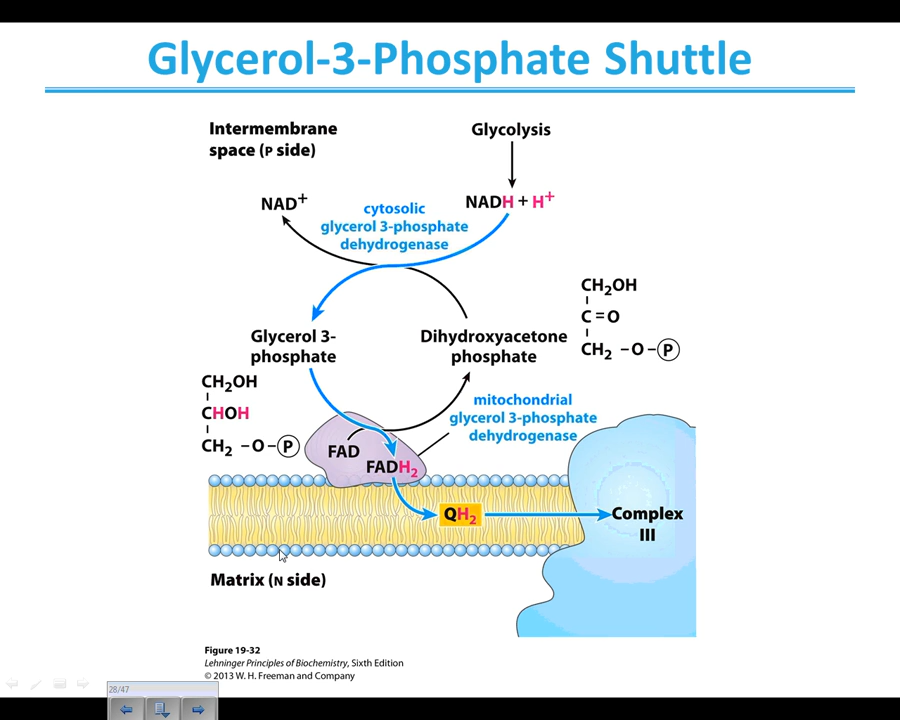 Glycerol-3-Phosphate Shuttle
Intermembrane
space (P side)
Glycolysis
NAD+
NADH + H+
cytosolic
glycerol 3-phosphate
dehydrogenase
CH2OH
C=O
CH2 –O–P
Glycerol 3-
phosphate
Dihydroxyacetone
phosphate
CH2OH
CHOH
CH2 –O–P
mitochondrial
glycerol 3-phosphate
dehydrogenase
FAD
FADH2
QH2
Complex
III
Matrix (N side)
Figure 19-32
Lehninger Principles of Biochemistry, Sixth Edition
© 2013 W. H. Freeman and Company
28/47